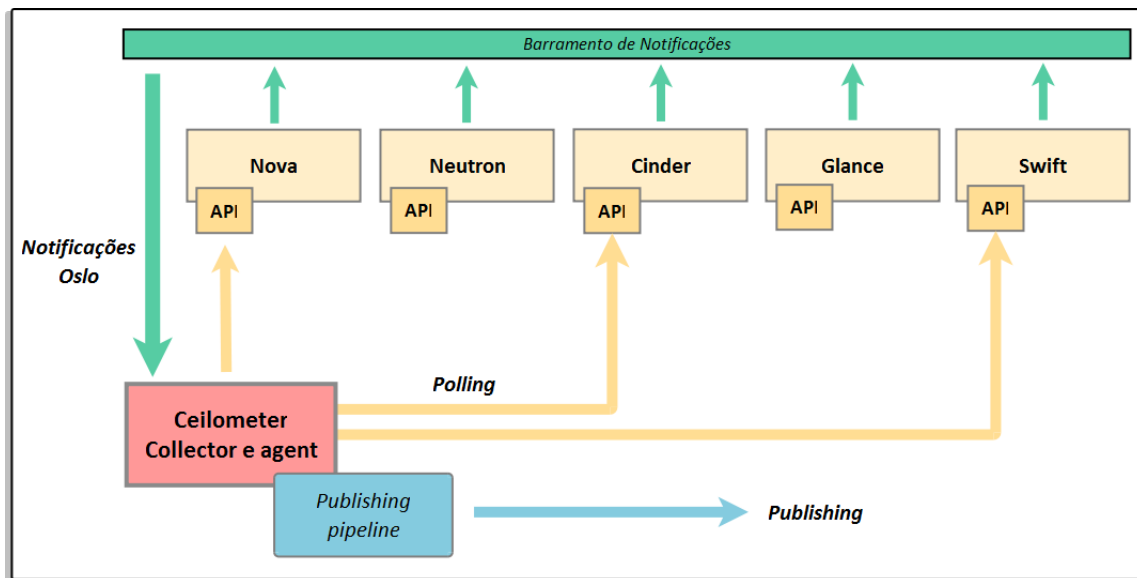 Barramento de Notificações
Nova
Neutron
Cinder
Glance
Swift
API
API
API
API
API
Notificações
Oslo
Polling
Ceilometer
Collector e agent
Publishing
pipeline
Publishing